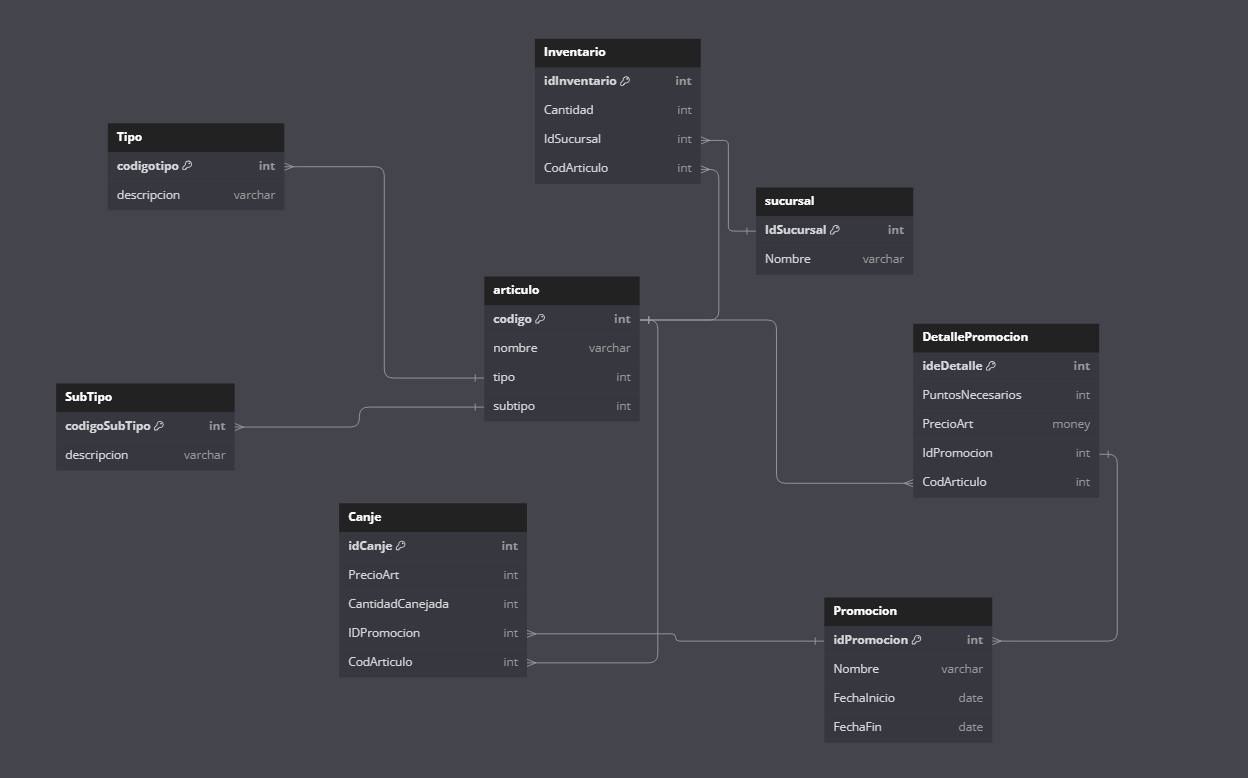 Inventario
idInventario int
Cantidad int
IdSucursal int
CodArticulo int
Tipo
codigotipo int
descripcion varchar
sucursal
IdSucursal int
Nombre varchar
articulo
codigo int
nombre varchar
tipo int
subtipo int
DetallePromocion
ideDetalle int
PuntosNecesarios int
PrecioArt money
IdPromocion int
CodArticulo int
SubTipo
codigoSubTipo int
descripcion varchar
Canje
idCanje int
PrecioArt int
CantidadCanjeada int
IDPromocion int
CodArticulo int
Promocion
idPromocion int
Nombre varchar
FechaInicio date
FechaFin date